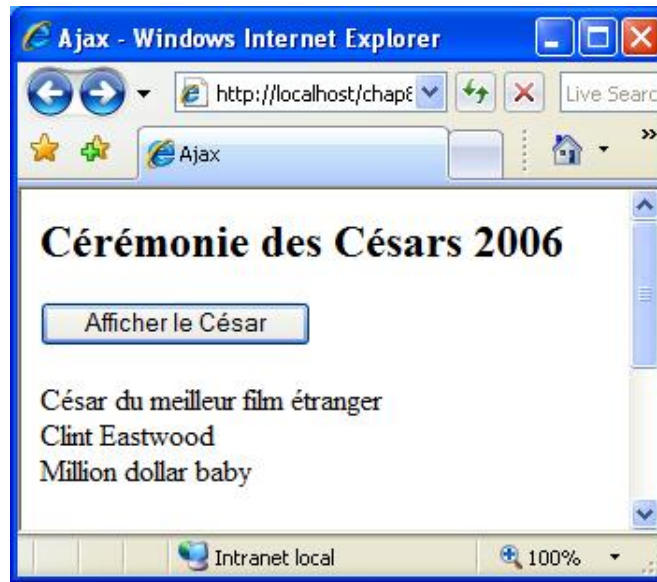 Ajax - Windows Internet Explorer
http://localhost/chap8
Live Searc
Ajax
Cérémonie des Césars 2006
Afficher le César
César du meilleur film étranger
Clint Eastwood
Million dollar baby
Intranet local
100%